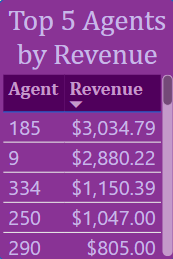 Top 5 Agents
by Revenue
Agent Revenue
185 $3,034.79
9 $2,880.22
334 $1,150.39
250 $1,047.00
290 $805.00